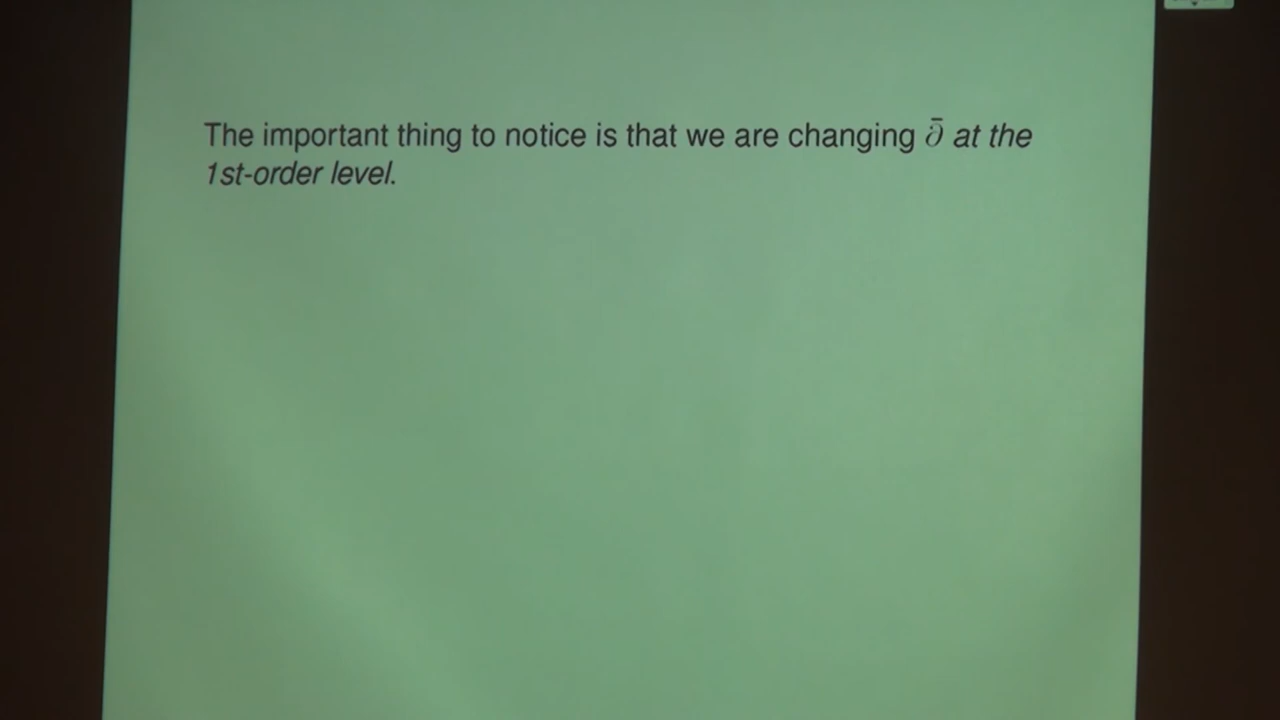 The important thing to notice is that we are changing ∂̄ at the
1st-order level.